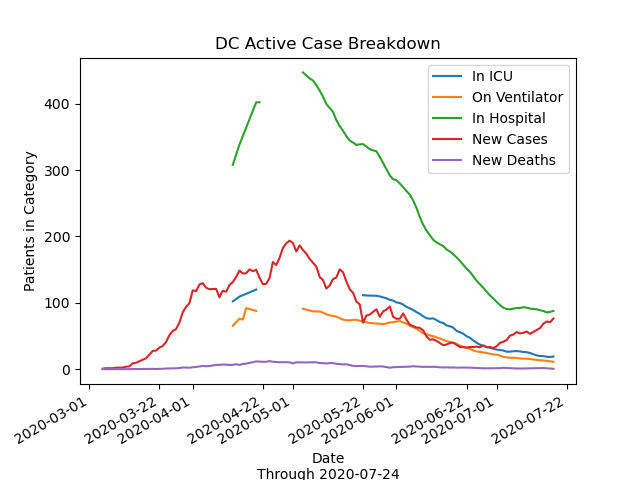 DC Active Case Breakdown
In ICU
On Ventilator
In Hospital
New Cases
New Deaths
Patients in Category
400
300
200
100
0
2020-03-01
2020-03-22
2020-04-01
2020-04-22
2020-05-01
2020-05-22
2020-06-01
2020-06-22
2020-07-01
2020-07-22
Date
Through 2020-07-24